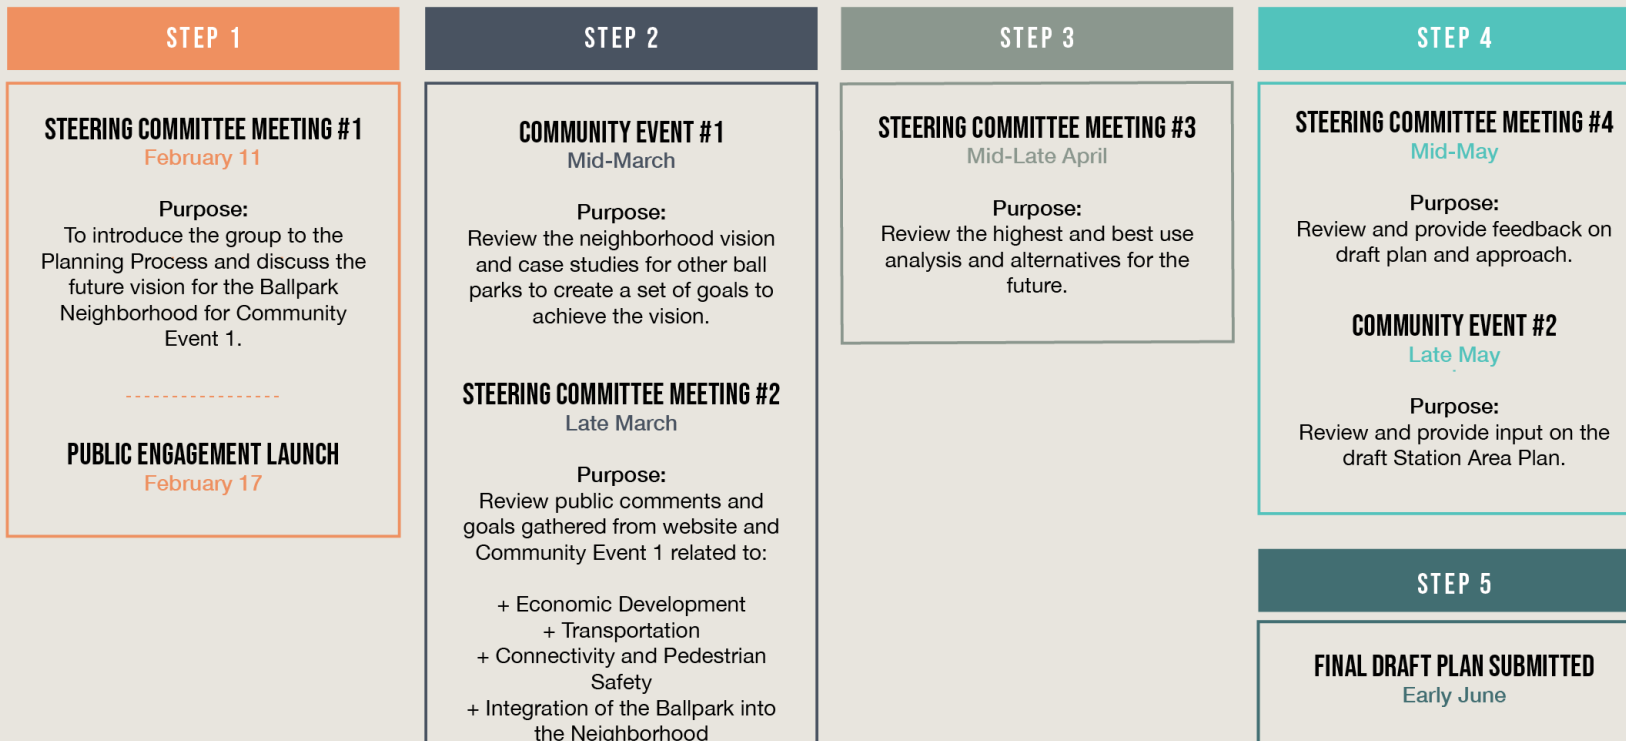 STEP 1
STEERING COMMITTEE MEETING #1
February 11
Purpose:
To introduce the group to the
Planning Process and discuss the
future vision for the Ballpark
Neighborhood for Community
Event 1.
PUBLIC ENGAGEMENT LAUNCH
February 17
STEP 2
COMMUNITY EVENT #1
Mid-March
Purpose:
Review the neighborhood vision
and case studies for other ball
parks to create a set of goals to
achieve the vision.
STEERING COMMITTEE MEETING #2
Late March
Purpose:
Review public comments and
goals gathered from website and
Community Event 1 related to:
+ Economic Development
+ Transportation
+ Connectivity and Pedestrian
Safety
+ Integration of the Ballpark into
the Neighborhood
STEP 3
STEERING COMMITTEE MEETING #3
Mid-Late April
Purpose:
Review the highest and best use
analysis and alternatives for the
future.
STEP 4
STEERING COMMITTEE MEETING #4
Mid-May
Purpose:
Review and provide feedback on
draft plan and approach.
COMMUNITY EVENT #2
Late May
Purpose:
Review and provide input on the
draft Station Area Plan.
STEP 5
FINAL DRAFT PLAN SUBMITTED
Early June